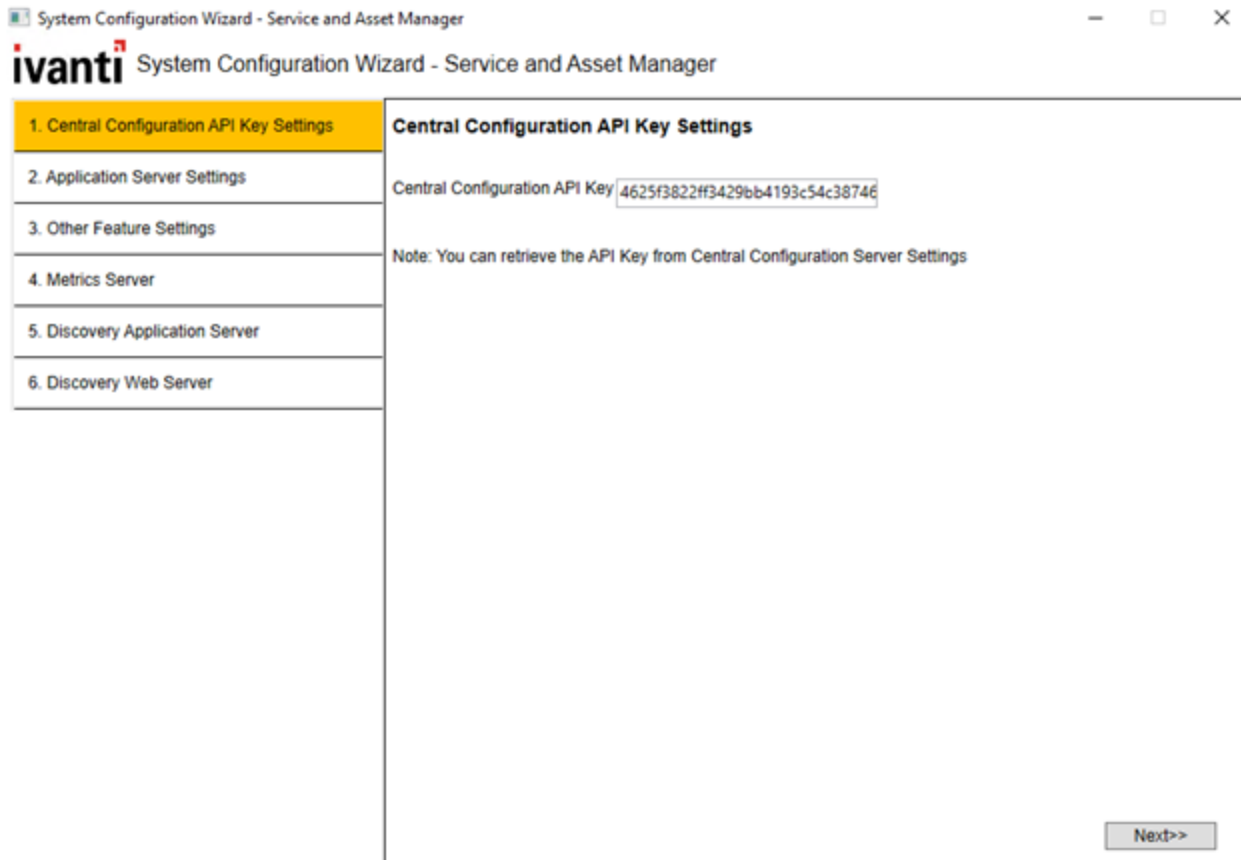 System Configuration Wizard - Service and Asset Manager
ivanti System Configuration Wizard - Service and Asset Manager
1. Central Configuration API Key Settings
2. Application Server Settings
3. Other Feature Settings
4. Metrics Server
5. Discovery Application Server
6. Discovery Web Server
Central Configuration API Key Settings
Central Configuration API Key 4625f3822ff3429bb4193c54c38746
Note: You can retrieve the API Key from Central Configuration Server Settings
Next>>